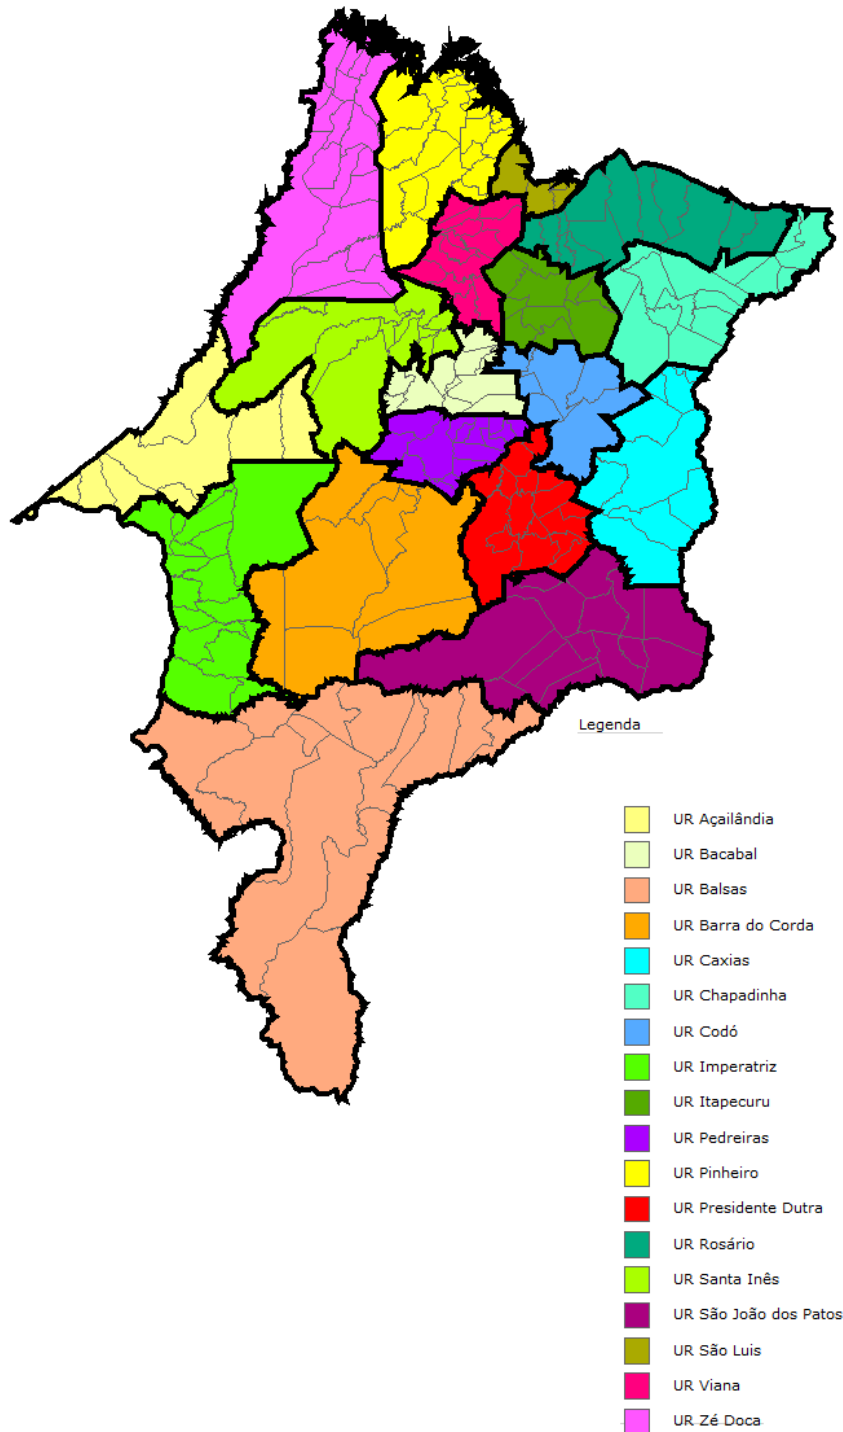 Legenda
UR Açailândia
UR Bacabal
UR Balsas
UR Barra do Corda
UR Caxias
UR Chapadinha
UR Codó
UR Imperatriz
UR Itapecuru
UR Pedreiras
UR Pinheiro
UR Presidente Dutra
UR Rosário
UR Santa Inês
UR São João dos Patos
UR São Luis
UR Viana
UR Zé Doca